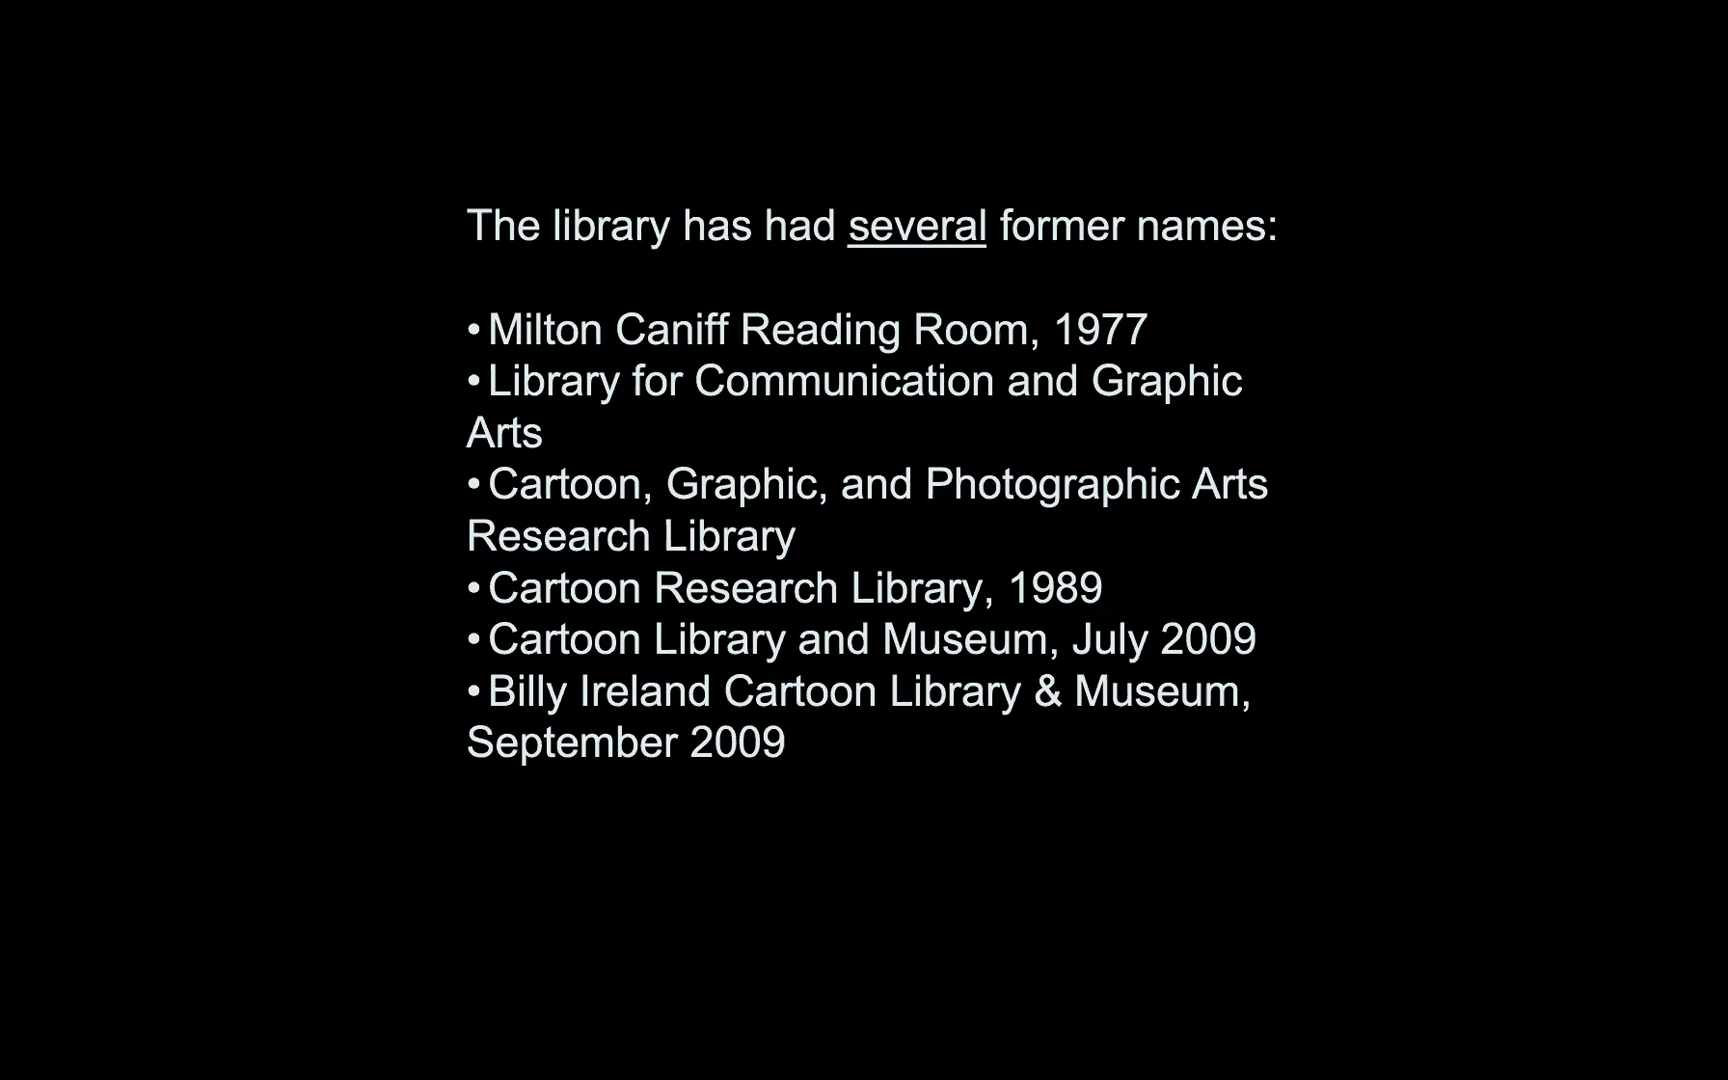 The library has had several former names:
•Milton Caniff Reading Room, 1977
•Library for Communication and Graphic
Arts
•Cartoon, Graphic, and Photographic Arts
Research Library
•Cartoon Research Library, 1989
•Cartoon Library and Museum, July 2009
•Billy Ireland Cartoon Library & Museum,
September 2009